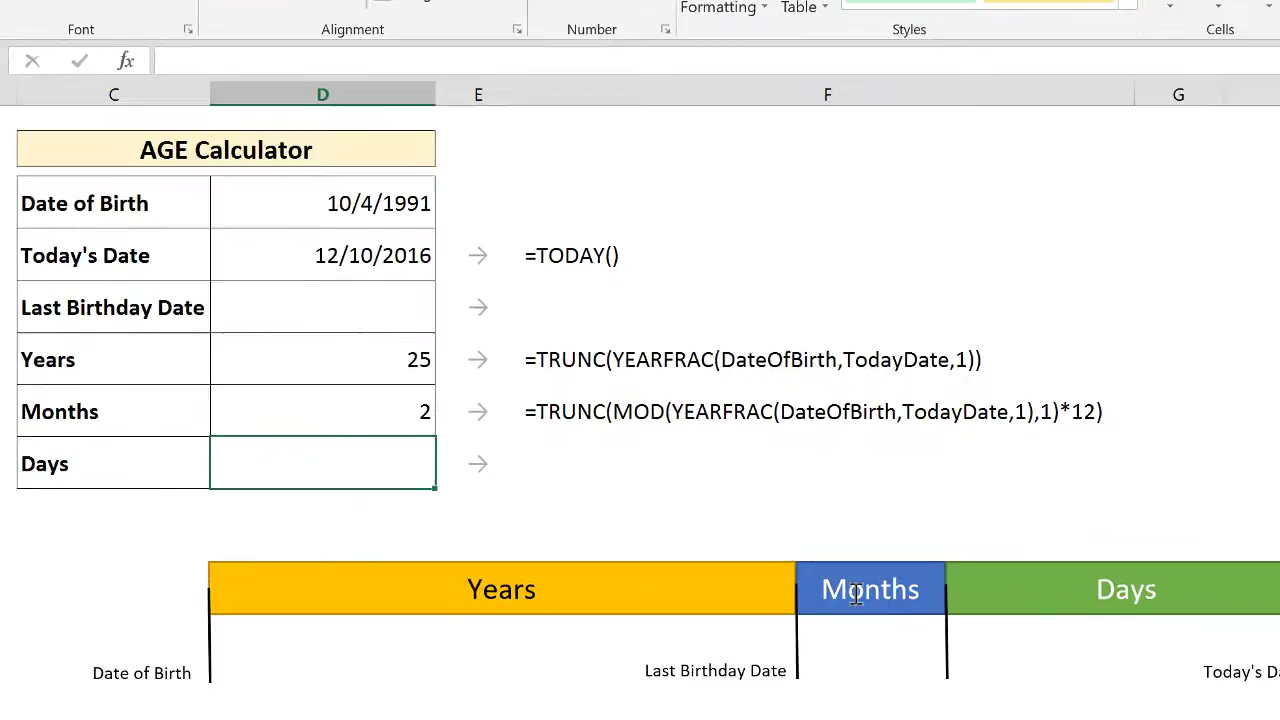 Formatting Table
Font Alignment Number Styles Cells
fx
C D E F G
AGE Calculator
Date of Birth 10/4/1991
Today's Date 12/10/2016 → =TODAY()
Last Birthday Date →
Years 25 → =TRUNC(YEARFRAC(DateOfBirth,TodayDate,1))
Months 2 → =TRUNC(MOD(YEARFRAC(DateOfBirth,TodayDate,1),1)*12)
Days →
Years Months Days
Date of Birth Last Birthday Date Today's Da